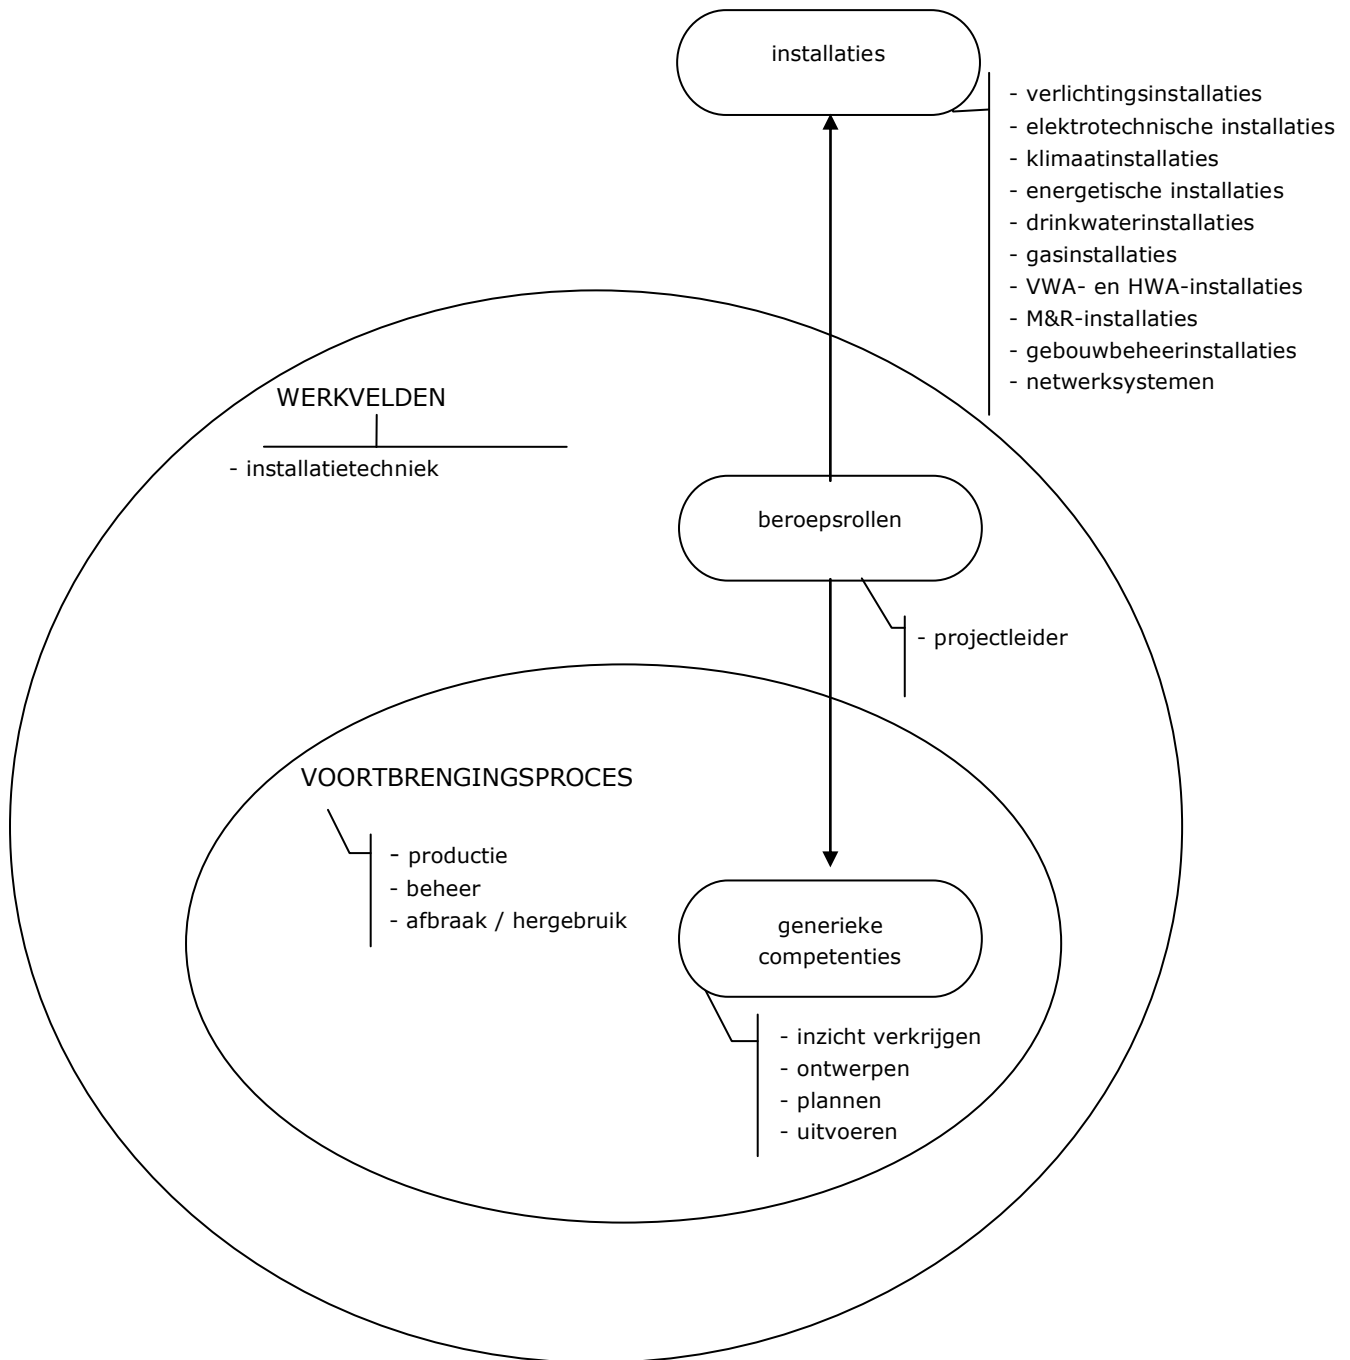 installaties
- verlichtingsinstallaties
- elektrotechnische installaties
- klimaatinstallaties
- energetische installaties
- drinkwaterinstallaties
- gasinstallaties
- VWA- en HWA-installaties
- M&R-installaties
- gebouwbeheerinstallaties
- netwerksystemen
WERKVELDEN
- installatietechniek
beroepsrollen
- projectleider
VOORTBRENGINGSPROCES
- productie
- beheer
- afbraak / hergebruik
generieke
competenties
- inzicht verkrijgen
- ontwerpen
- plannen
- uitvoeren